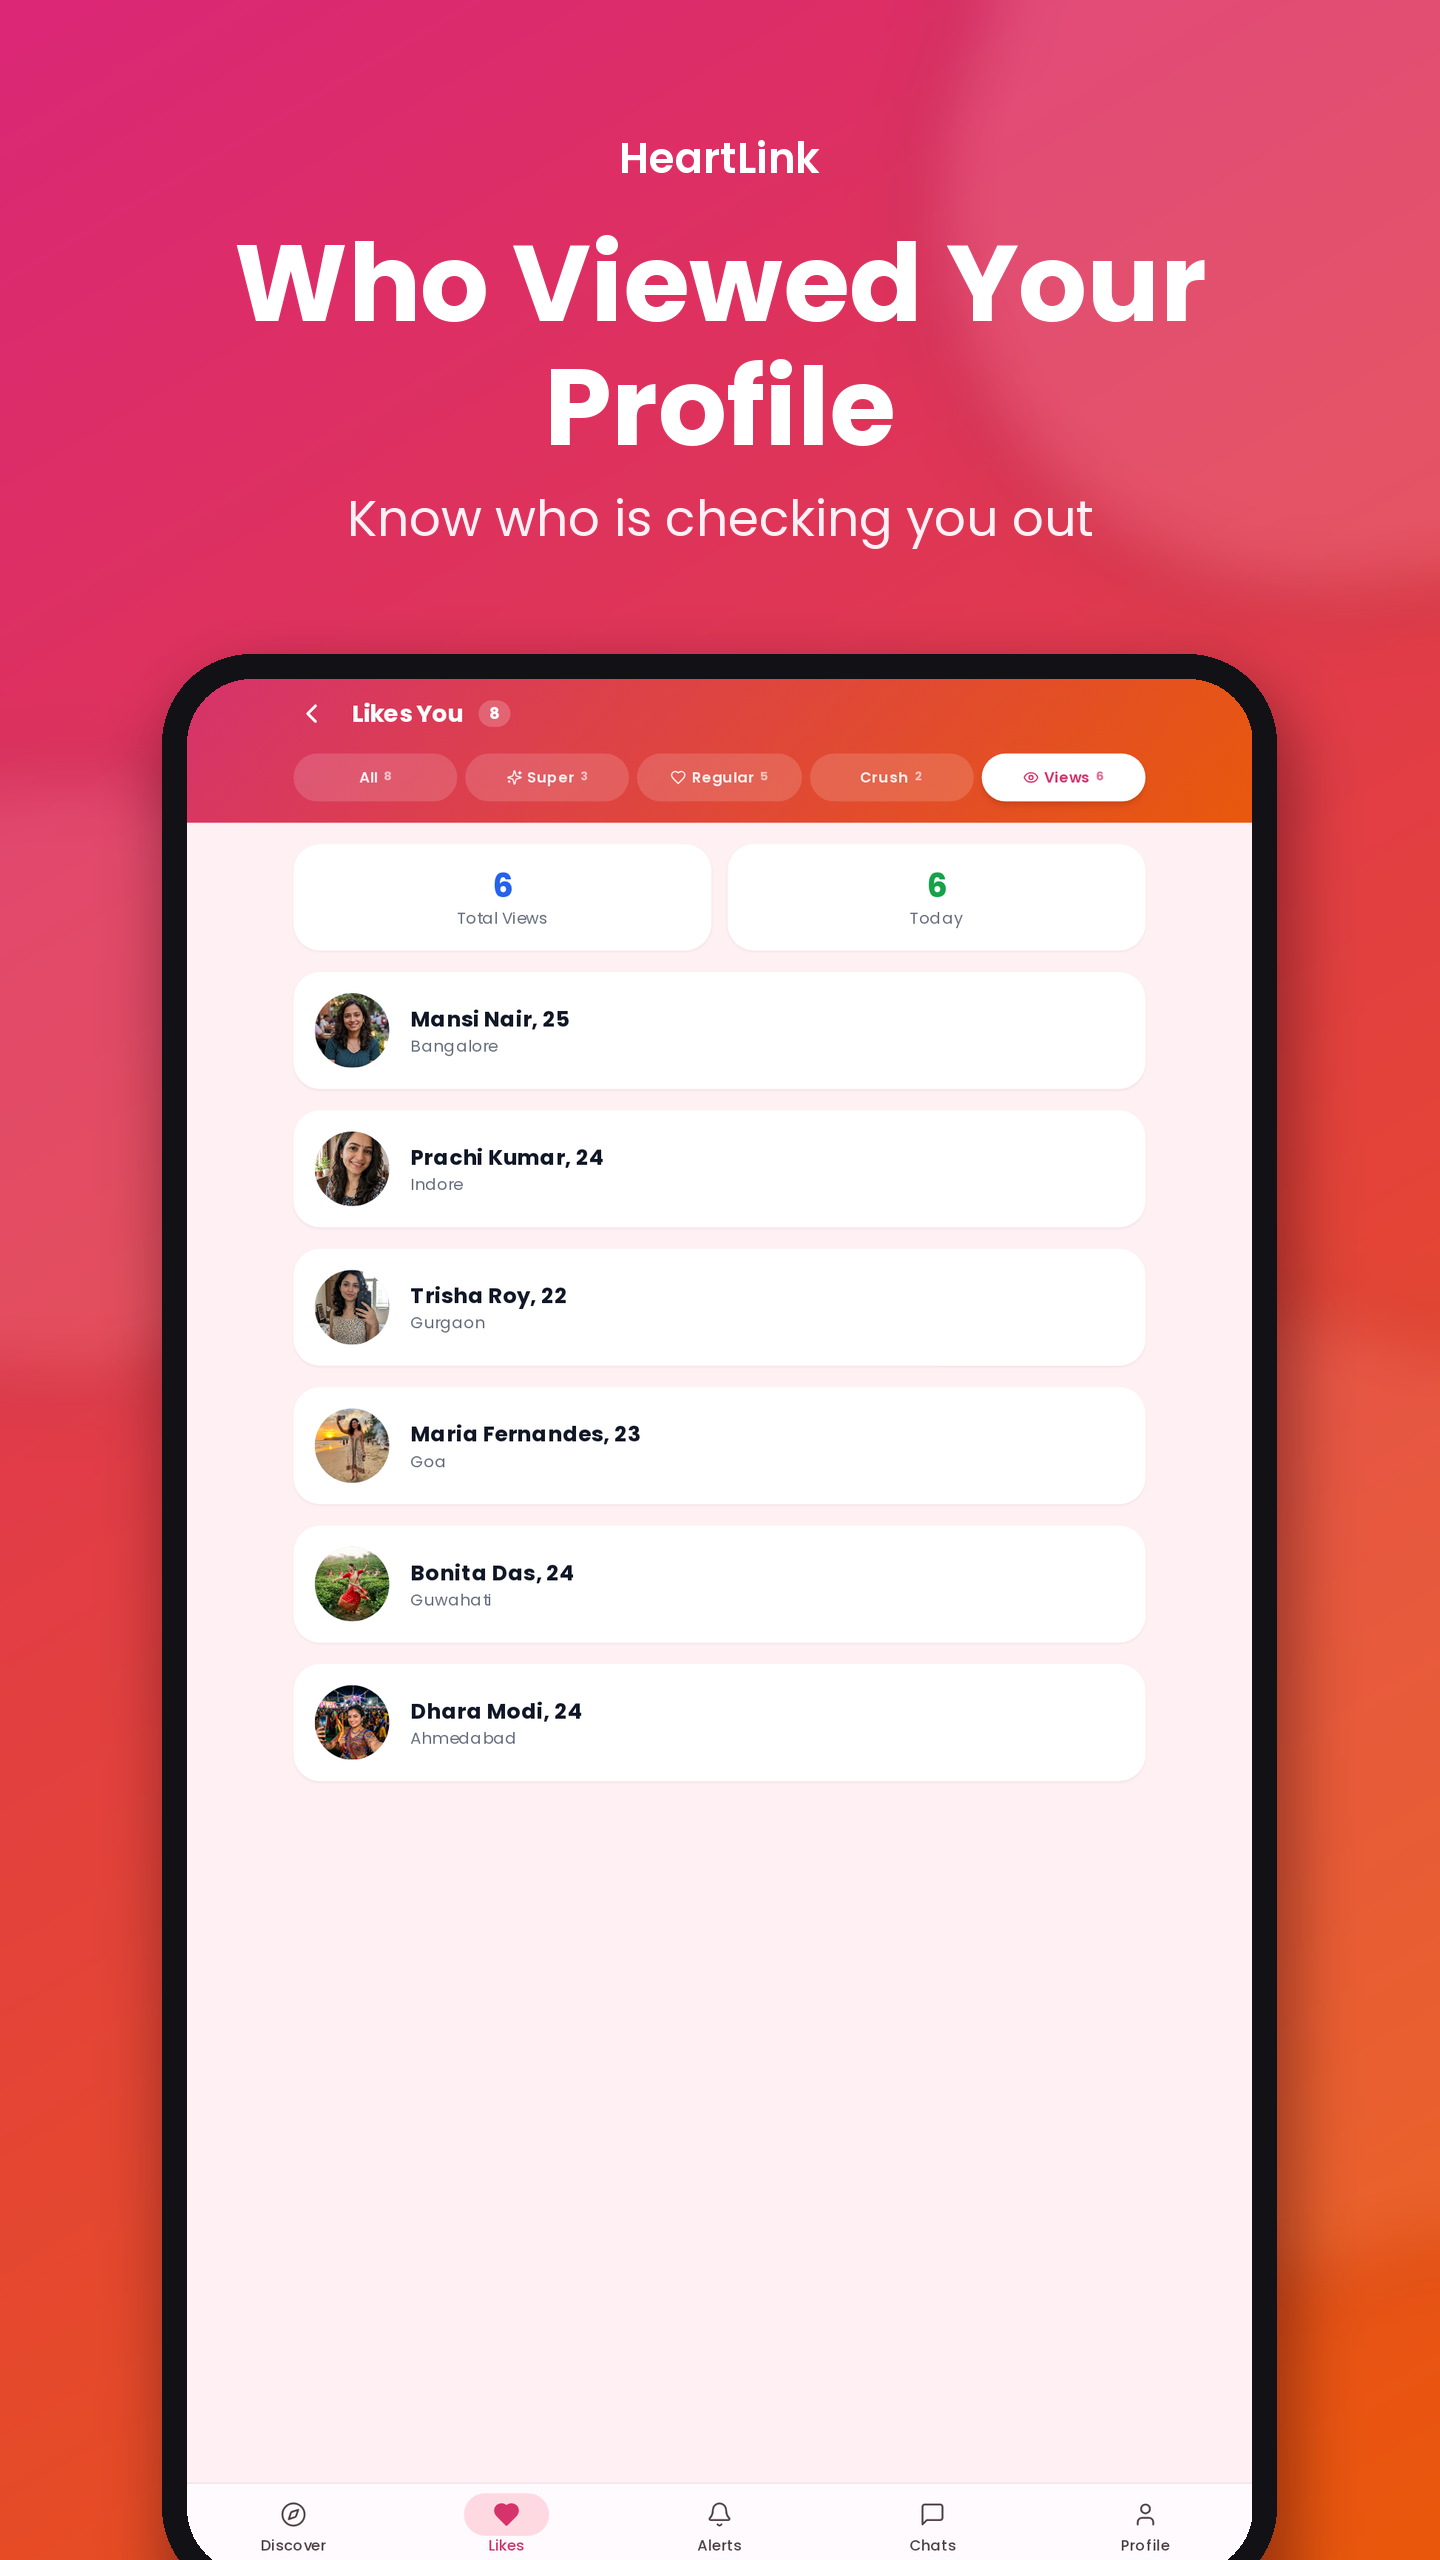 HeartLink
Who Viewed Your
Profile
Know who is checking you out
Likes You 8
All 8 Super 3 Regular 5 Crush 2 Views 6
6 6
Total Views Today
Mansi Nair, 25
Bangalore
Prachi Kumar, 24
Indore
Trisha Roy, 22
Gurgaon
Maria Fernandes, 23
Goa
Bonita Das, 24
Guwahati
Dhara Modi, 24
Ahmedabad
Discover Likes Alerts Chats Profile